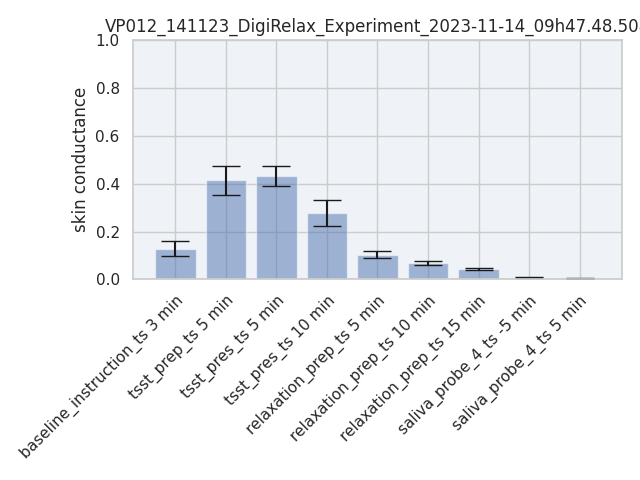 VP012_141123_DigiRelax_Experiment_2023-11-14_09h47.48.50
1.0
0.8
0.6
0.4
0.2
0.0
skin conductance
baseline_instruction_ts 3 min
tsst_prep_ts 5 min
tsst_pres_ts 5 min
tsst_pres_ts 10 min
relaxation_prep_ts 5 min
relaxation_prep_ts 10 min
relaxation_prep_ts 15 min
saliva_probe_4_ts -5 min
saliva_probe_4_ts 5 min